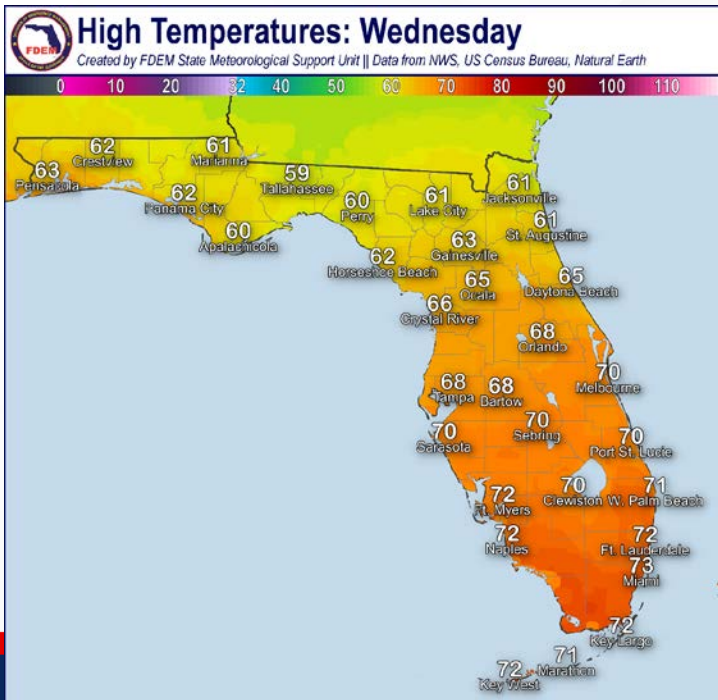 FDEM
High Temperatures: Wednesday
Created by FDEM State Meteorological Support Unit || Data from NWS, US Census Bureau, Natural Earth
0 10 20 32 40 50 60 70 80 90 100 110
62
Crestview
61
Marianna
63
Pensacola
59
Tallahassee
62
Panama City
60
Perry
61
Lake City
61
Jacksonville
60
Apalachicola
61
St. Augustine
63
Gainesville
62
Horseshoe Beach
65
Ocala
65
Daytona Beach
66
Crystal River
68
Orlando
70
Melbourne
68
Tampa
68
Bartow
70
Sarasota
70
Sebring
70
Port St. Lucie
72
Ft. Myers
70
Clewiston
71
W. Palm Beach
72
Naples
72
Ft. Lauderdale
73
Miami
72
Key Largo
71
Marathon
72
Key West